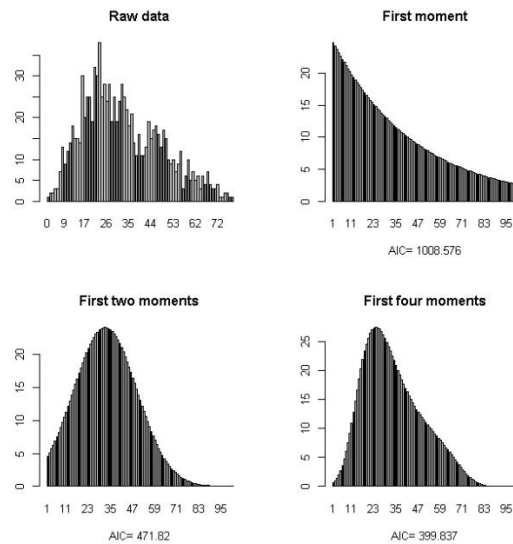 Raw data
30
20
10
5
0
0 9 17 26 35 44 53 62 72
First moment
20
15
10
5
0
1 11 23 35 47 59 71 83 95
AIC= 1008.576
First two moments
20
15
10
5
0
1 11 23 35 47 59 71 83 95
AIC= 471.82
First four moments
25
20
15
10
5
0
1 11 23 35 47 59 71 83 95
AIC= 399.837